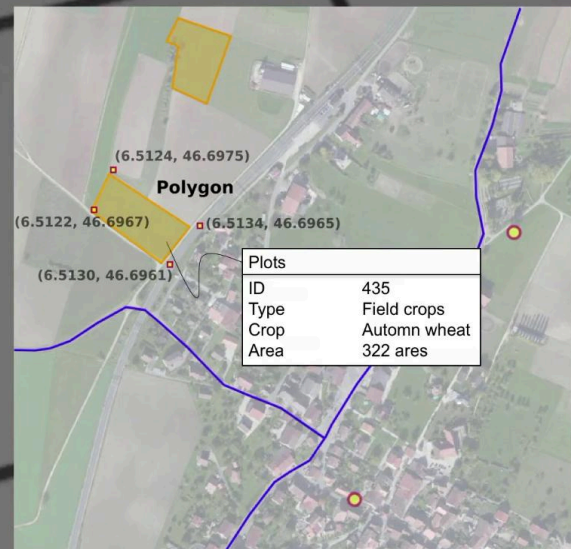 (6.5124, 46.6975)
Polygon
(6.5122, 46.6967)
(6.5134, 46.6965)
(6.5130, 46.6961)
Plots
ID 435
Type Field crops
Crop Automn wheat
Area 322 ares